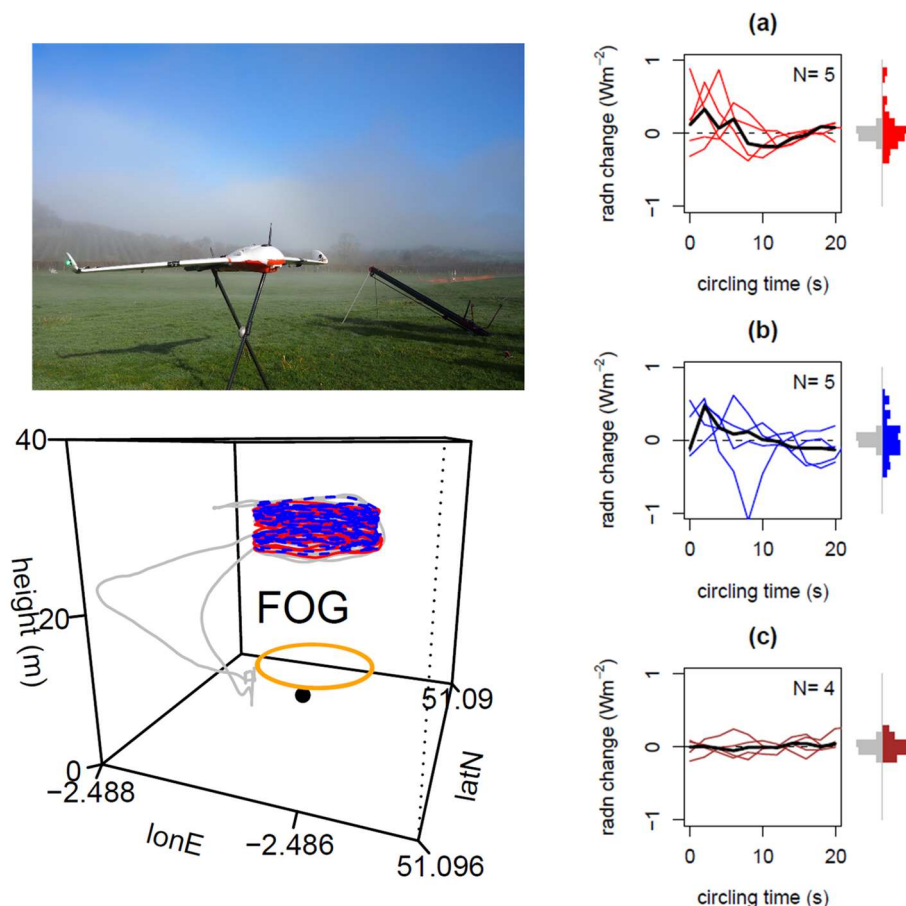 (a)
radn change (Wm−2)
1
0
−1
N= 5
0 10 20
circling time (s)
(b)
radn change (Wm−2)
1
0
−1
N= 5
0 10 20
circling time (s)
(c)
radn change (Wm−2)
1
0
−1
N= 4
0 10 20
circling time (s)
40
height (m)
20
0
FOG
−2.488
lonE
−2.486
51.09
latN
51.096